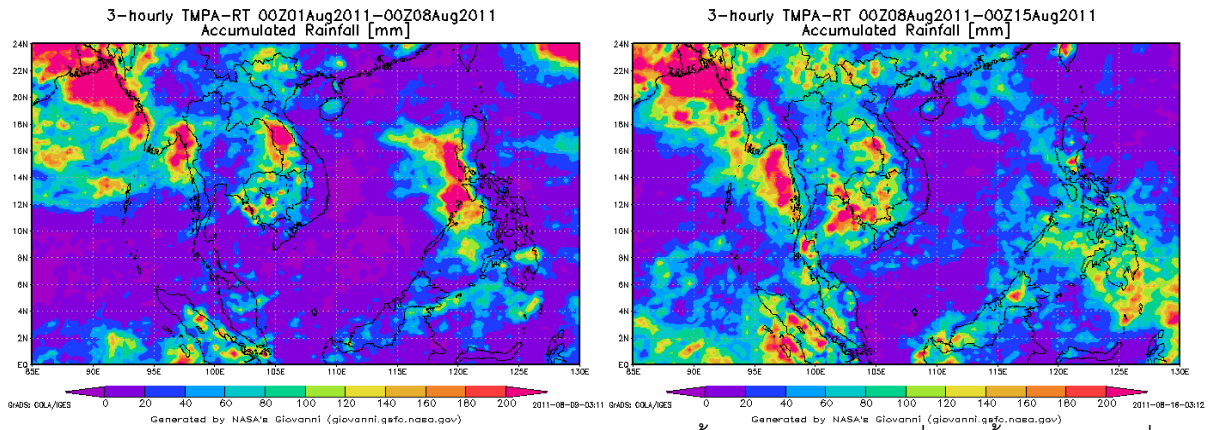 3-hourly TMPA-RT 00Z01Aug2011-00Z08Aug2011
Accumulated Rainfall [mm]
24N
22N
20N
18N
16N
14N
12N
10N
8N
6N
4N
2N
EQ
85E 90E 95E 100E 105E 110E 115E 120E 125E 130E
0 20 40 60 80 100 120 140 160 180 200
GrADS: COLA/IGES 2011-08-09-03:11
Generated by NASA's Giovanni (giovanni.gsfc.nasa.gov)
3-hourly TMPA-RT 00Z08Aug2011-00Z15Aug2011
Accumulated Rainfall [mm]
24N
22N
20N
18N
16N
14N
12N
10N
8N
6N
4N
2N
EQ
85E 90E 95E 100E 105E 110E 115E 120E 125E 130E
0 20 40 60 80 100 120 140 160 180 200
GrADS: COLA/IGES 2011-08-16-03:12
Generated by NASA's Giovanni (giovanni.gsfc.nasa.gov)